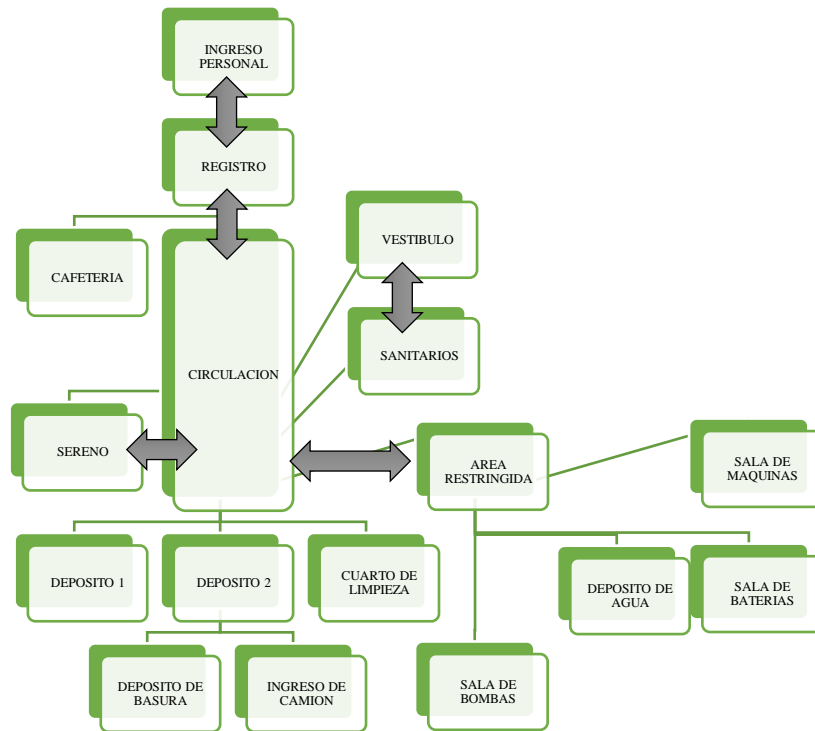 INGRESO
PERSONAL
REGISTRO
VESTIBULO
CAFETERIA
SANITARIOS
CIRCULACION
SERENO
AREA
RESTRINGIDA
SALA DE
MAQUINAS
DEPOSITO 1
DEPOSITO 2
CUARTO DE
LIMPIEZA
DEPOSITO DE
AGUA
SALA DE
BATERIAS
DEPOSITO DE
BASURA
INGRESO DE
CAMION
SALA DE
BOMBAS